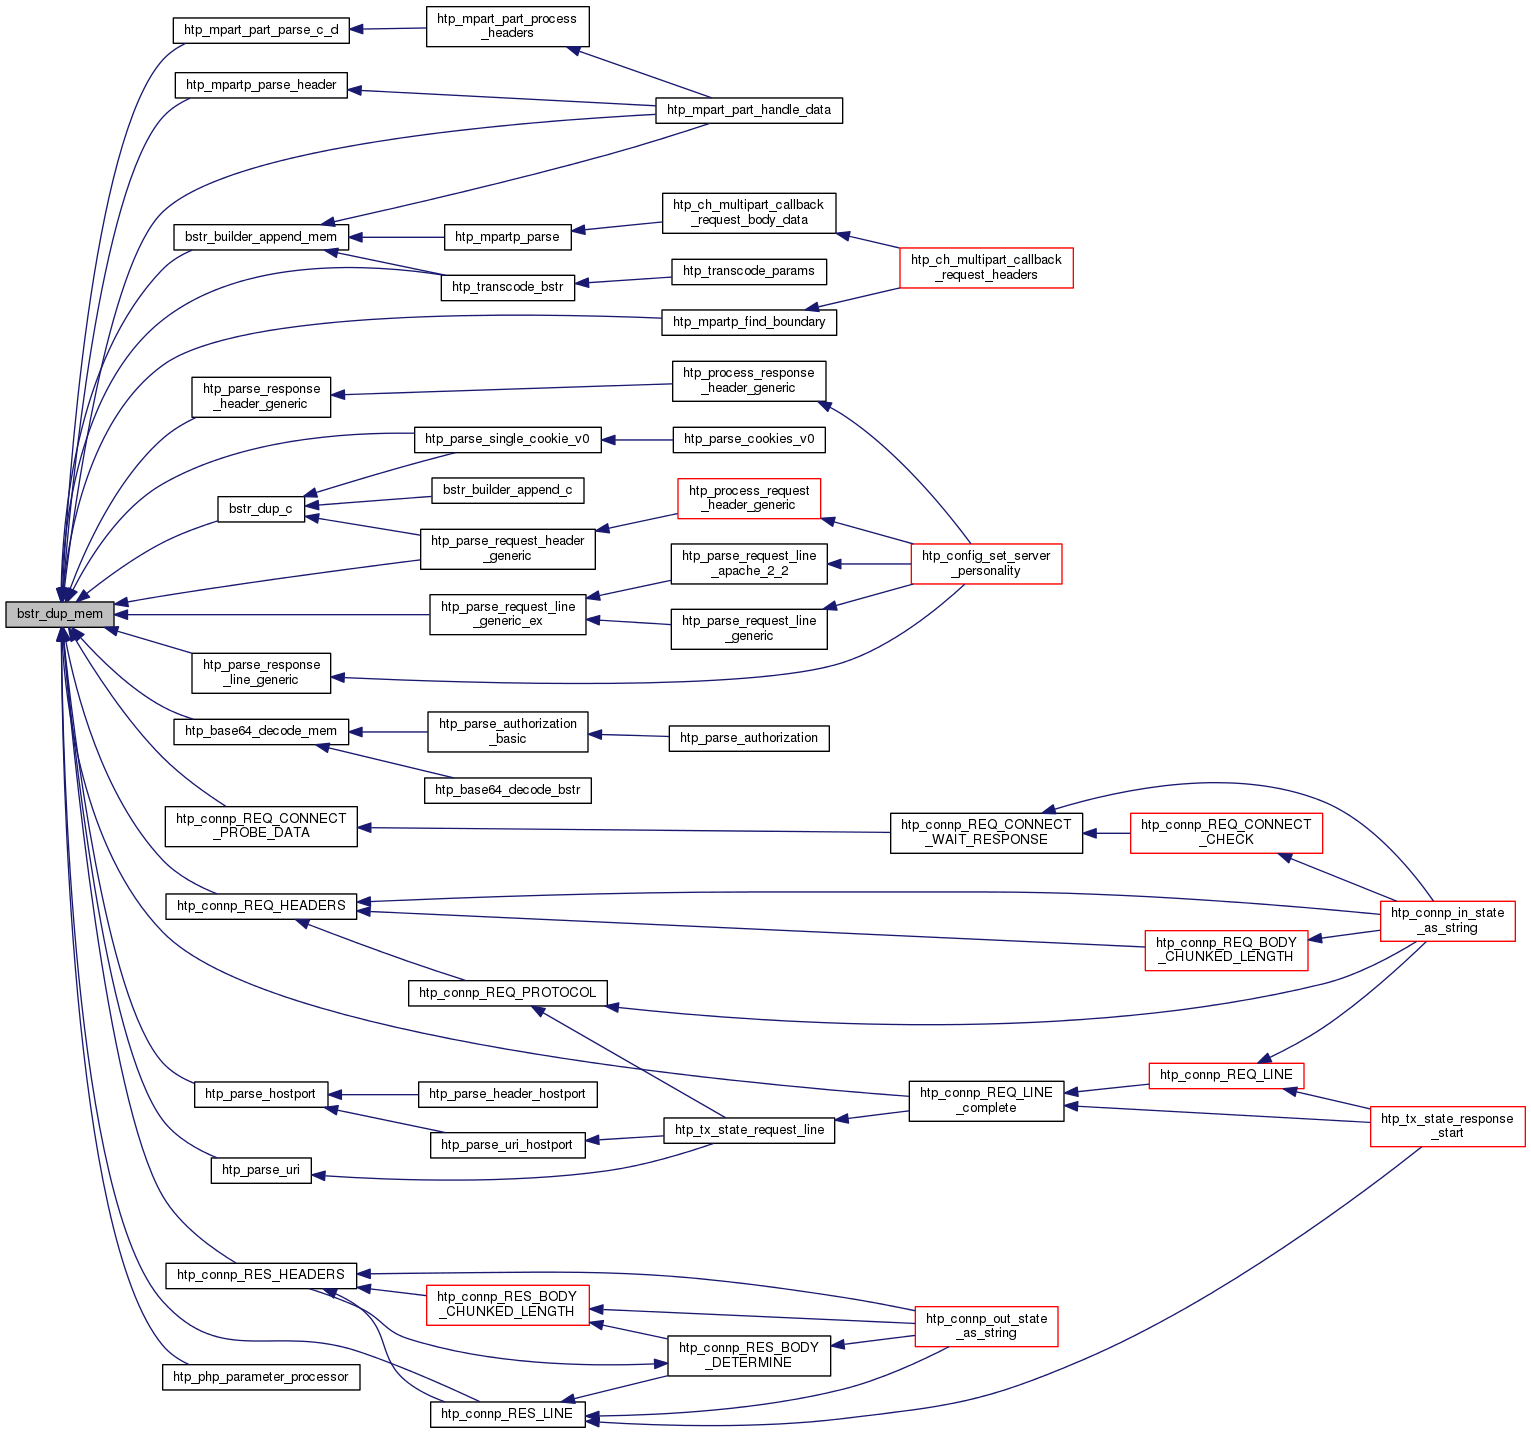 htp_mpart_part_parse_c_d
htp_mpart_part_process
_headers
htp_mpartp_parse_header
htp_mpart_part_handle_data
bstr_builder_append_mem
htp_mpartp_parse
htp_ch_multipart_callback
_request_body_data
htp_ch_multipart_callback
_request_headers
htp_transcode_bstr
htp_transcode_params
htp_mpartp_find_boundary
htp_parse_response
_header_generic
htp_process_response
_header_generic
htp_parse_single_cookie_v0
htp_parse_cookies_v0
bstr_dup_c
bstr_builder_append_c
htp_parse_request_header
_generic
htp_process_request
_header_generic
htp_config_set_server
_personality
htp_parse_request_line
_apache_2_2
bstr_dup_mem
htp_parse_request_line
_generic_ex
htp_parse_request_line
_generic
htp_parse_response
_line_generic
htp_base64_decode_mem
htp_parse_authorization
_basic
htp_parse_authorization
htp_base64_decode_bstr
htp_connp_REQ_CONNECT
_PROBE_DATA
htp_connp_REQ_CONNECT
_WAIT_RESPONSE
htp_connp_REQ_CONNECT
_CHECK
htp_connp_REQ_HEADERS
htp_connp_in_state
_as_string
htp_connp_REQ_BODY
_CHUNKED_LENGTH
htp_connp_REQ_PROTOCOL
htp_parse_hostport
htp_parse_header_hostport
htp_connp_REQ_LINE
_complete
htp_connp_REQ_LINE
htp_tx_state_response
_start
htp_parse_uri_hostport
htp_tx_state_request_line
htp_parse_uri
htp_connp_RES_HEADERS
htp_connp_RES_BODY
_CHUNKED_LENGTH
htp_connp_out_state
_as_string
htp_connp_RES_BODY
_DETERMINE
htp_php_parameter_processor
htp_connp_RES_LINE